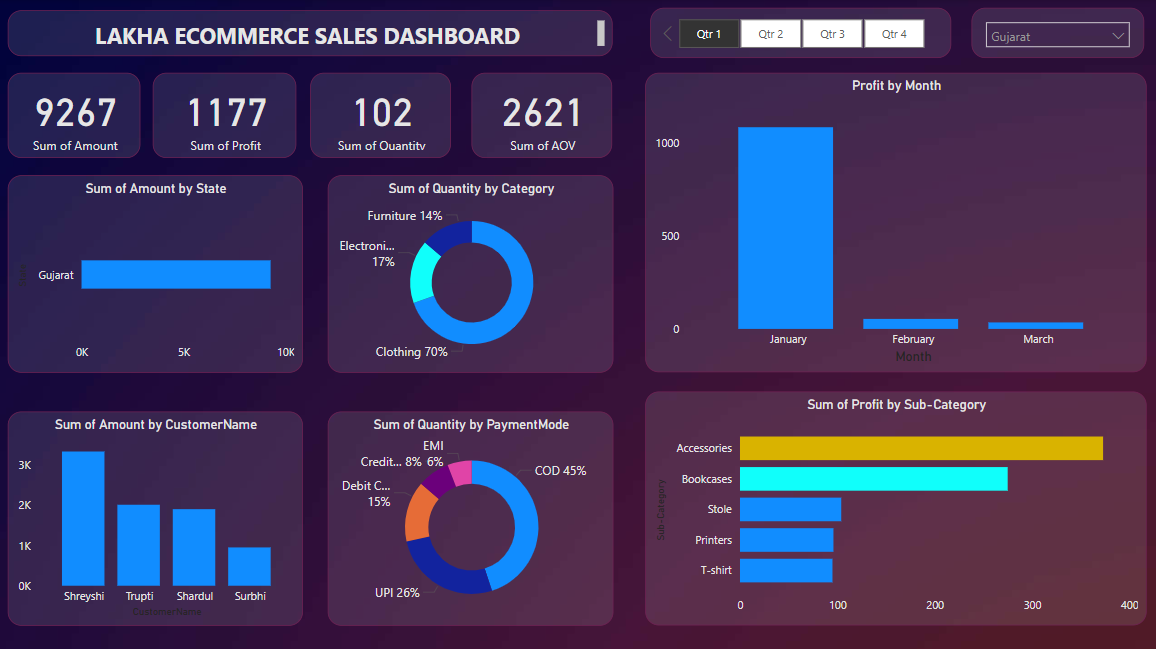 LAKHA ECOMMERCE SALES DASHBOARD
Qtr 1
Qtr 2
Qtr 3
Qtr 4
Gujarat
9267
Sum of Amount
1177
Sum of Profit
102
Sum of Quantity
2621
Sum of AOV
Sum of Amount by State
Gujarat
0K
5K
10K
Sum of Quantity by Category
Furniture 14%
Electroni...
17%
Clothing 70%
Profit by Month
1000
500
0
January
February
March
Month
Sum of Amount by CustomerName
3K
2K
1K
0K
Shreyshi
Trupti
Shardul
Surbhi
CustomerName
Sum of Quantity by PaymentMode
EMI
6%
Credit... 8%
Debit C...
15%
COD 45%
UPI 26%
Sum of Profit by Sub-Category
Sub-Category
Accessories
Bookcases
Stole
Printers
T-shirt
0
100
200
300
400